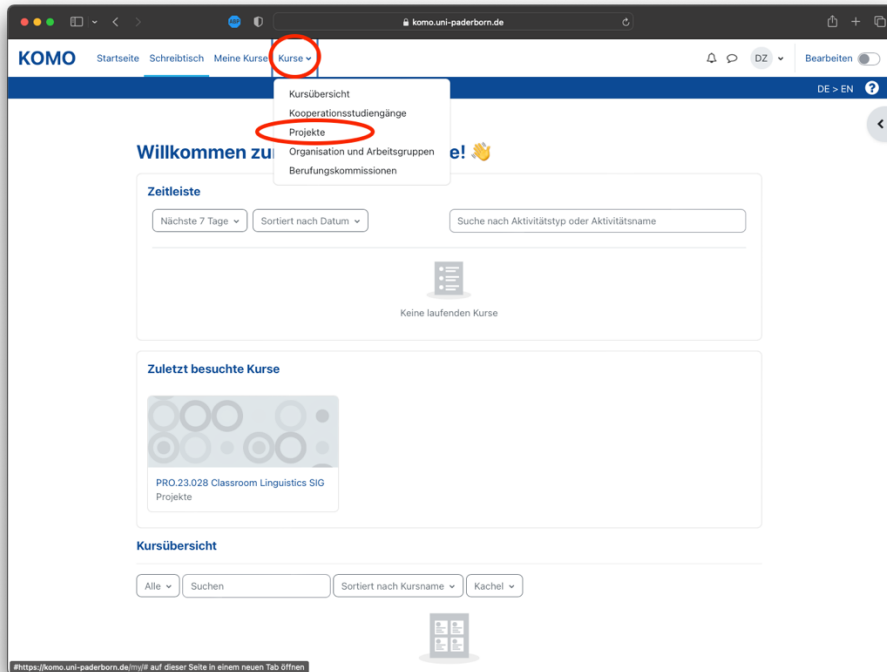 ABP
komo.uni-paderborn.de
KOMO
Startseite Schreibtisch Meine Kurse Kurse
DZ
Bearbeiten
DE > EN
Kursübersicht
Kooperationsstudiengänge
Projekte
Organisation und Arbeitsgruppen
Berufungskommissionen
Willkommen zu e!
Zeitleiste
Nächste 7 Tage Sortiert nach Datum Suche nach Aktivitätstyp oder Aktivitätsname
Keine laufenden Kurse
Zuletzt besuchte Kurse
PRO.23.028 Classroom Linguistics SIG
Projekte
Kursübersicht
Alle Suchen Sortiert nach Kursname Kachel
#https://komo.uni-paderborn.de/my/# auf dieser Seite in einem neuen Tab öffnen